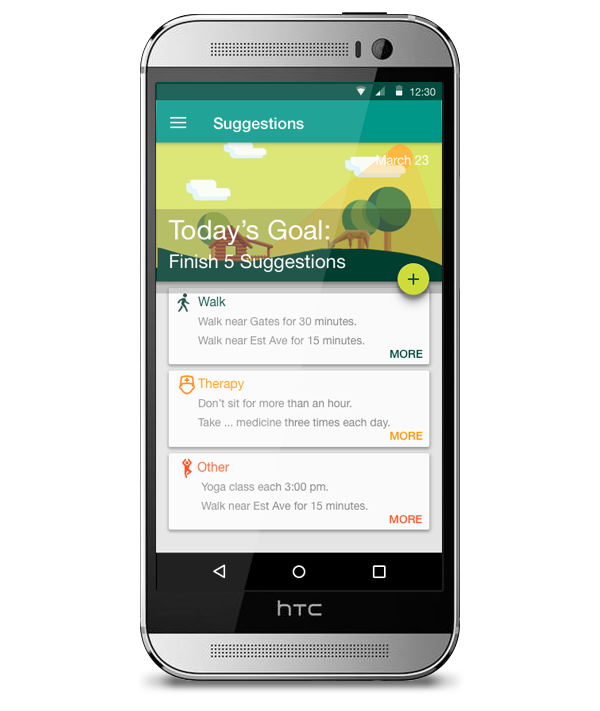 12:30
Suggestions
March 23
Today's Goal:
Finish 5 Suggestions
+
Walk
Walk near Gates for 30 minutes.
Walk near Est Ave for 15 minutes.
MORE
Therapy
Don't sit for more than an hour.
Take ... medicine three times each day.
MORE
Other
Yoga class each 3:00 pm.
Walk near Est Ave for 15 minutes.
MORE
hTC